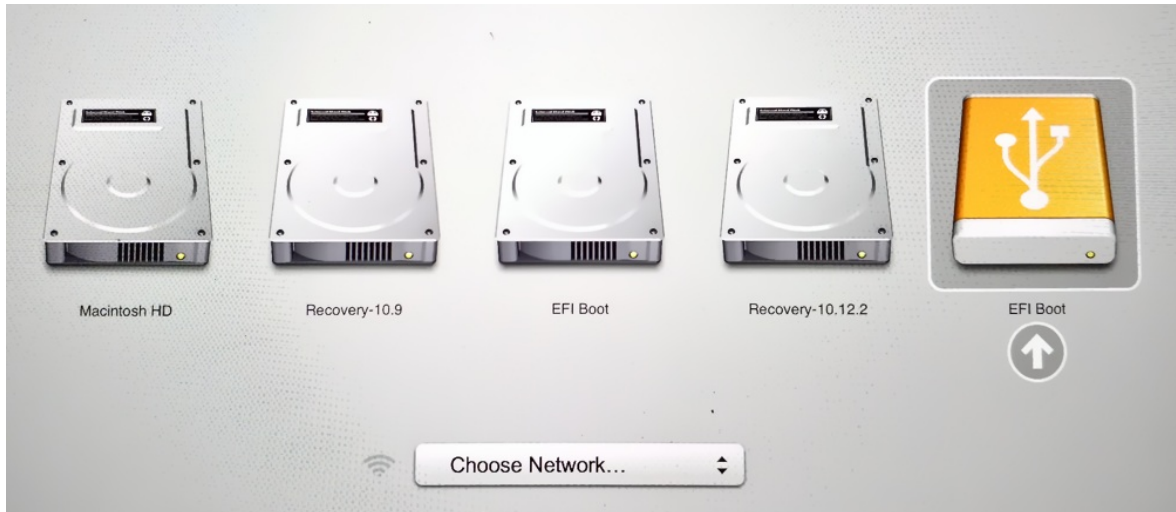 Macintosh HD
Recovery-10.9
EFI Boot
Recovery-10.12.2
EFI Boot
Choose Network...